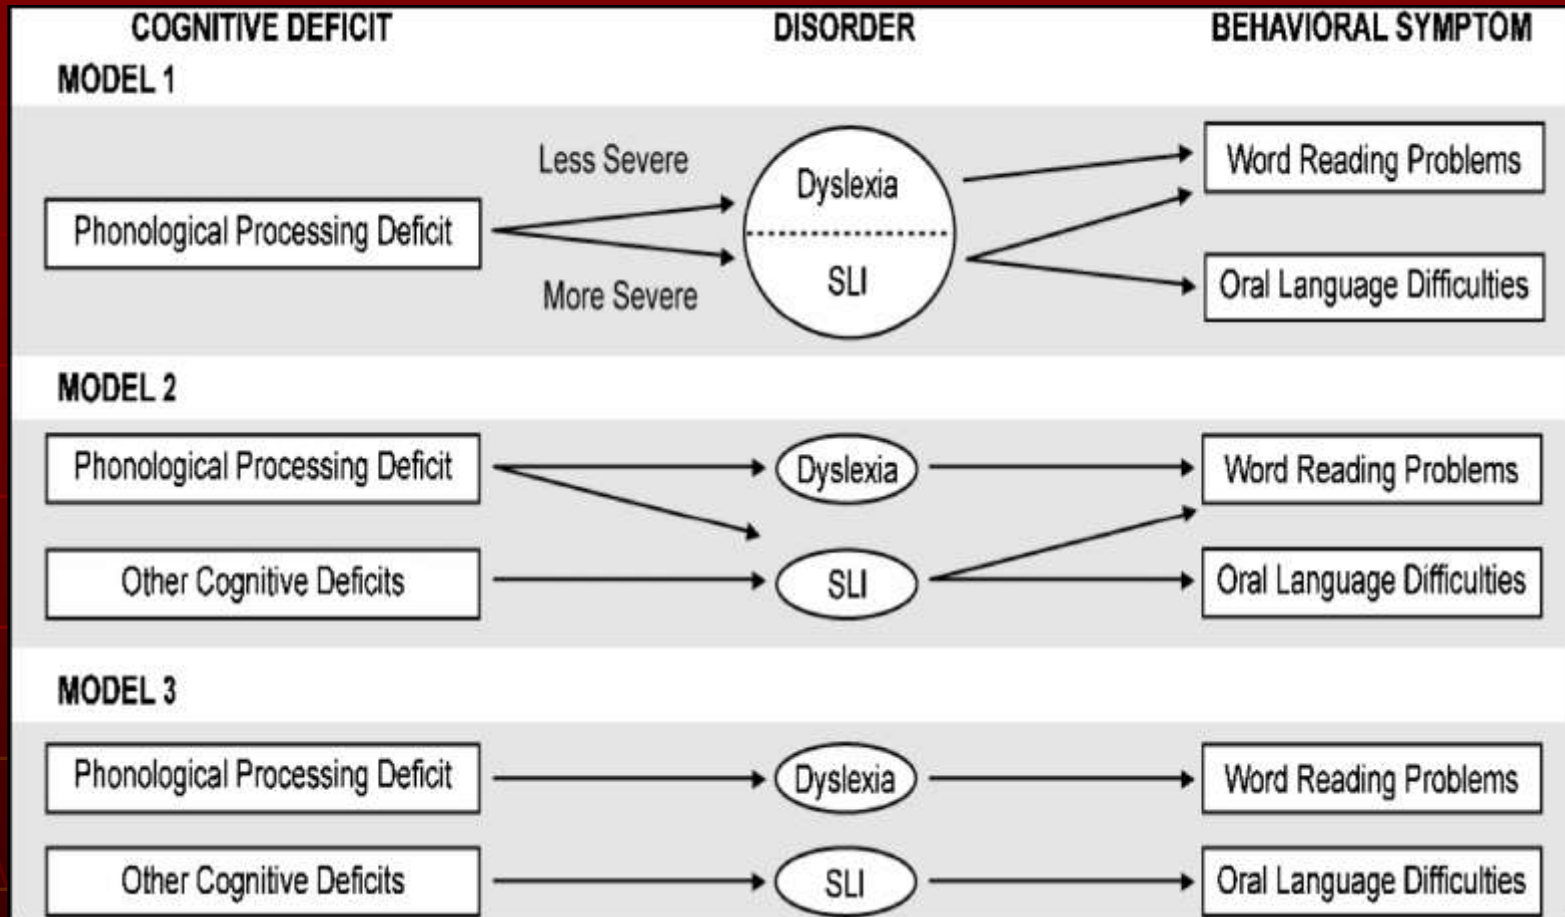 COGNITIVE DEFICIT DISORDER BEHAVIORAL SYMPTOM
MODEL 1
Less Severe
More Severe
Phonological Processing Deficit
Dyslexia
SLI
Word Reading Problems
Oral Language Difficulties
MODEL 2
Phonological Processing Deficit
Dyslexia
Word Reading Problems
Other Cognitive Deficits
SLI
Oral Language Difficulties
MODEL 3
Phonological Processing Deficit
Dyslexia
Word Reading Problems
Other Cognitive Deficits
SLI
Oral Language Difficulties